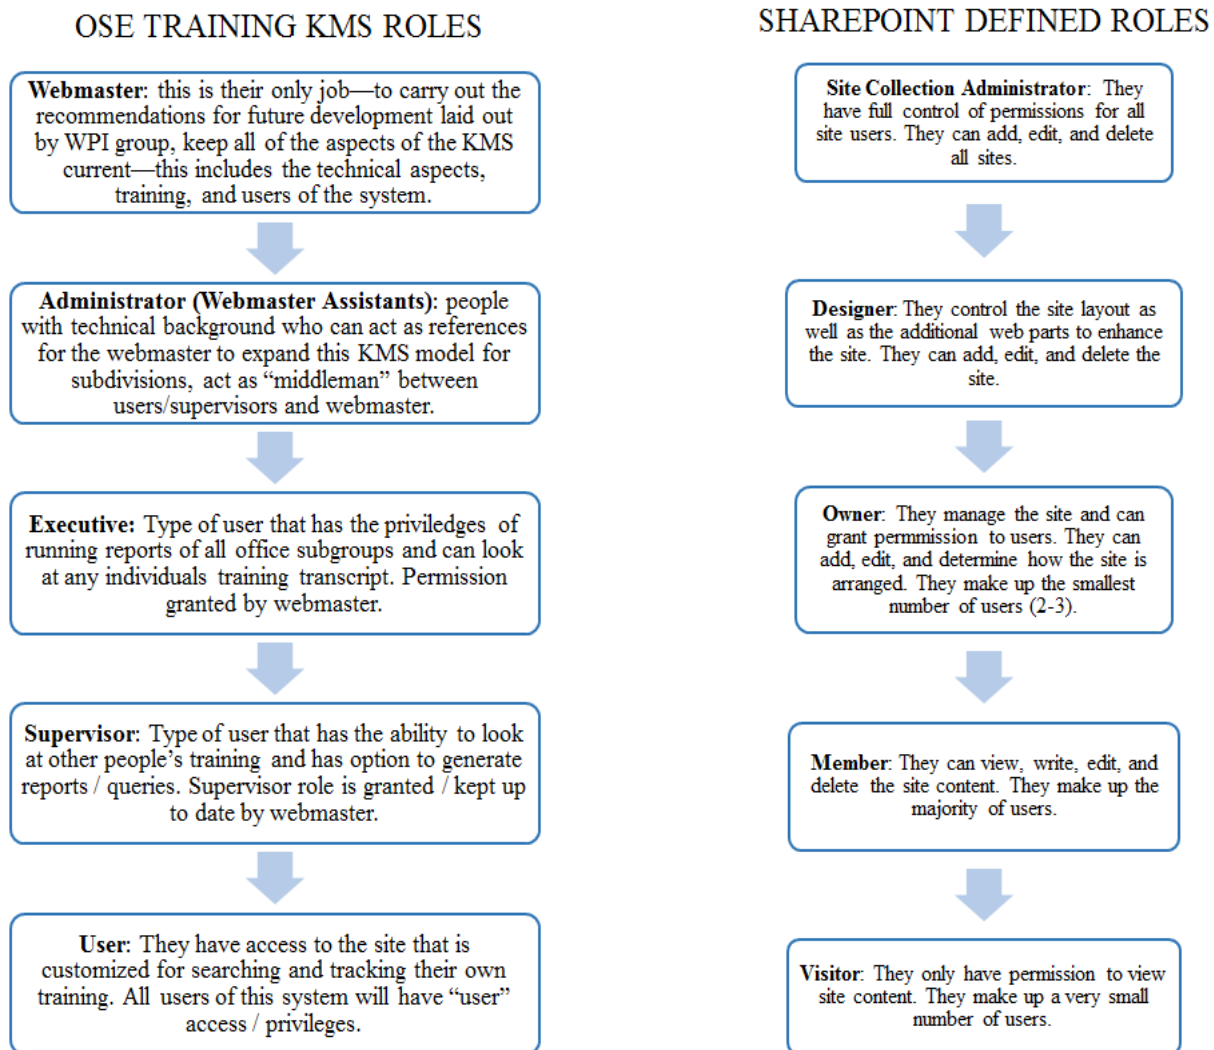 OSE TRAINING KMS ROLES
Webmaster: this is their only job—to carry out the
recommendations for future development laid out
by WPI group, keep all of the aspects of the KMS
current—this includes the technical aspects,
training, and users of the system.
Administrator (Webmaster Assistants): people
with technical background who can act as references
for the webmaster to expand this KMS model for
subdivisions, act as “middleman” between
users/supervisors and webmaster.
Executive: Type of user that has the priviledges of
running reports of all office subgroups and can look
at any individuals training transcript. Permission
granted by webmaster.
Supervisor: Type of user that has the ability to look
at other people’s training and has option to generate
reports / queries. Supervisor role is granted / kept up
to date by webmaster.
User: They have access to the site that is
customized for searching and tracking their own
training. All users of this system will have “user”
access / privileges.
SHAREPOINT DEFINED ROLES
Site Collection Administrator: They
have full control of permissions for all
site users. They can add, edit, and delete
all sites.
Designer: They control the site layout as
well as the additional web parts to enhance
the site. They can add, edit, and delete the
site.
Owner: They manage the site and can
grant permmission to users. They can
add, edit, and determine how the site is
arranged. They make up the smallest
number of users (2-3).
Member: They can view, write, edit, and
delete the site content. They make up the
majority of users.
Visitor: They only have permission to view
site content. They make up a very small
number of users.